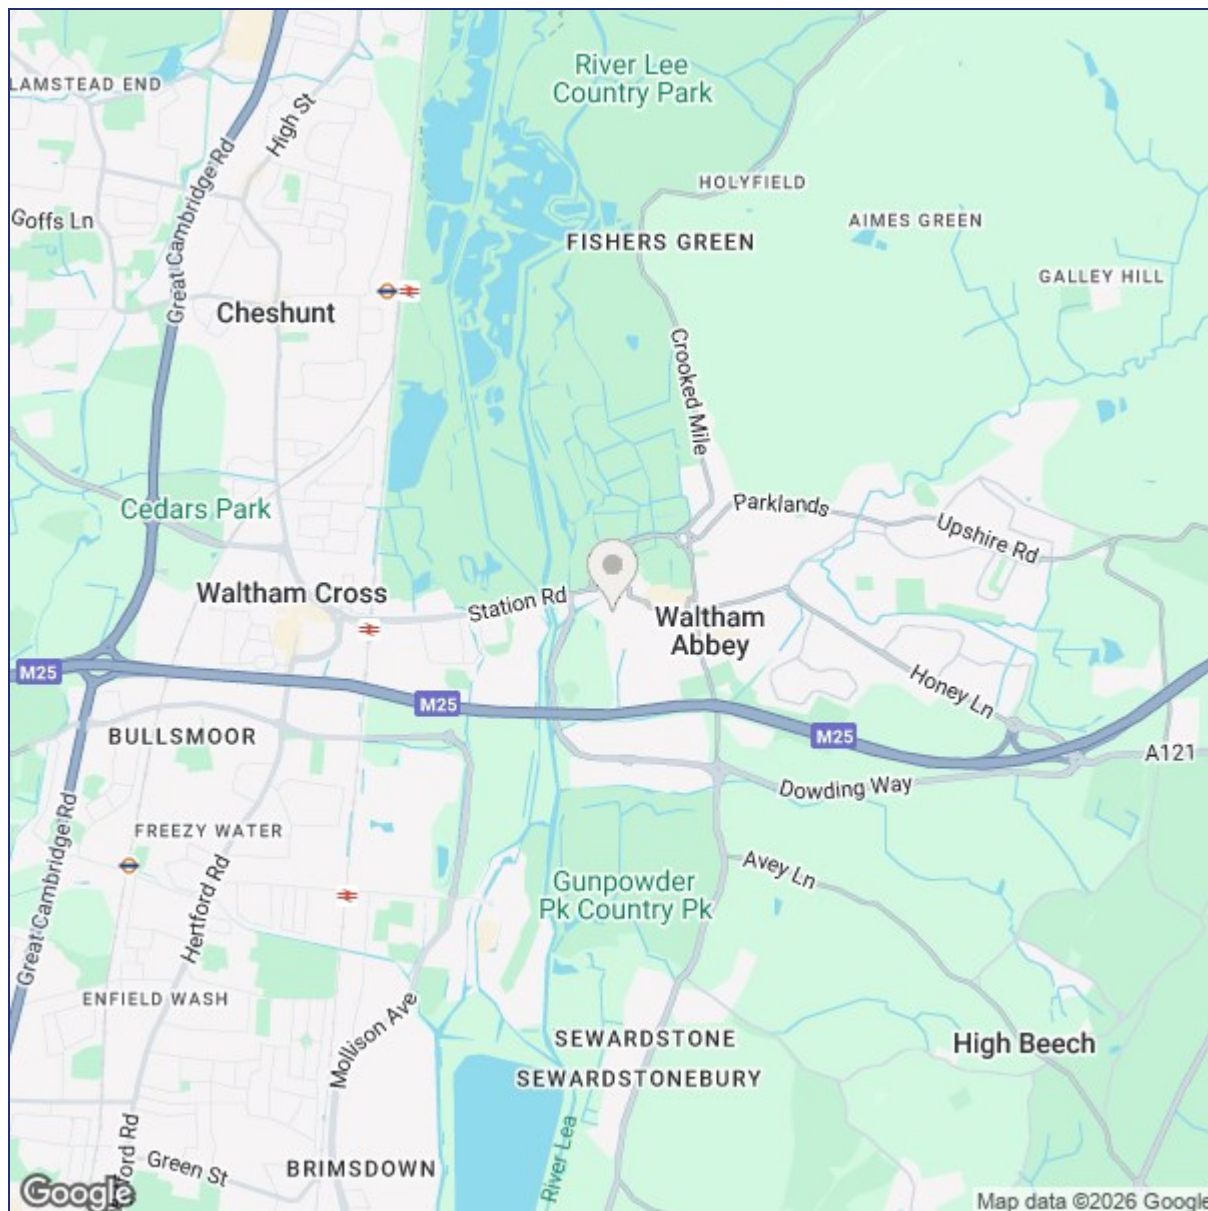 River Lee
Country Park
LAMSTEAD END
High St
Great Cambridge Rd
HOLYFIELD
Goffs Ln
AIMES GREEN
FISHERS GREEN
GALLEY HILL
Cheshunt
Crooked Mile
Cedars Park
Parklands
Upshire Rd
Waltham Cross
Station Rd
Waltham
Abbey
M25
M25
Honey Ln
BULLSMOOR
M25
A121
Dowding Way
FREEZY WATER
Great Cambridge Rd
Hertford Rd
Avey Ln
Gunpowder
Pk Country Pk
ENFIELD WASH
Mollison Ave
SEWARDSTONE
High Beech
SEWARDSTONEBURY
River Lea
Green St
BRIMSDOWN
Google
Map data ©2026 Google